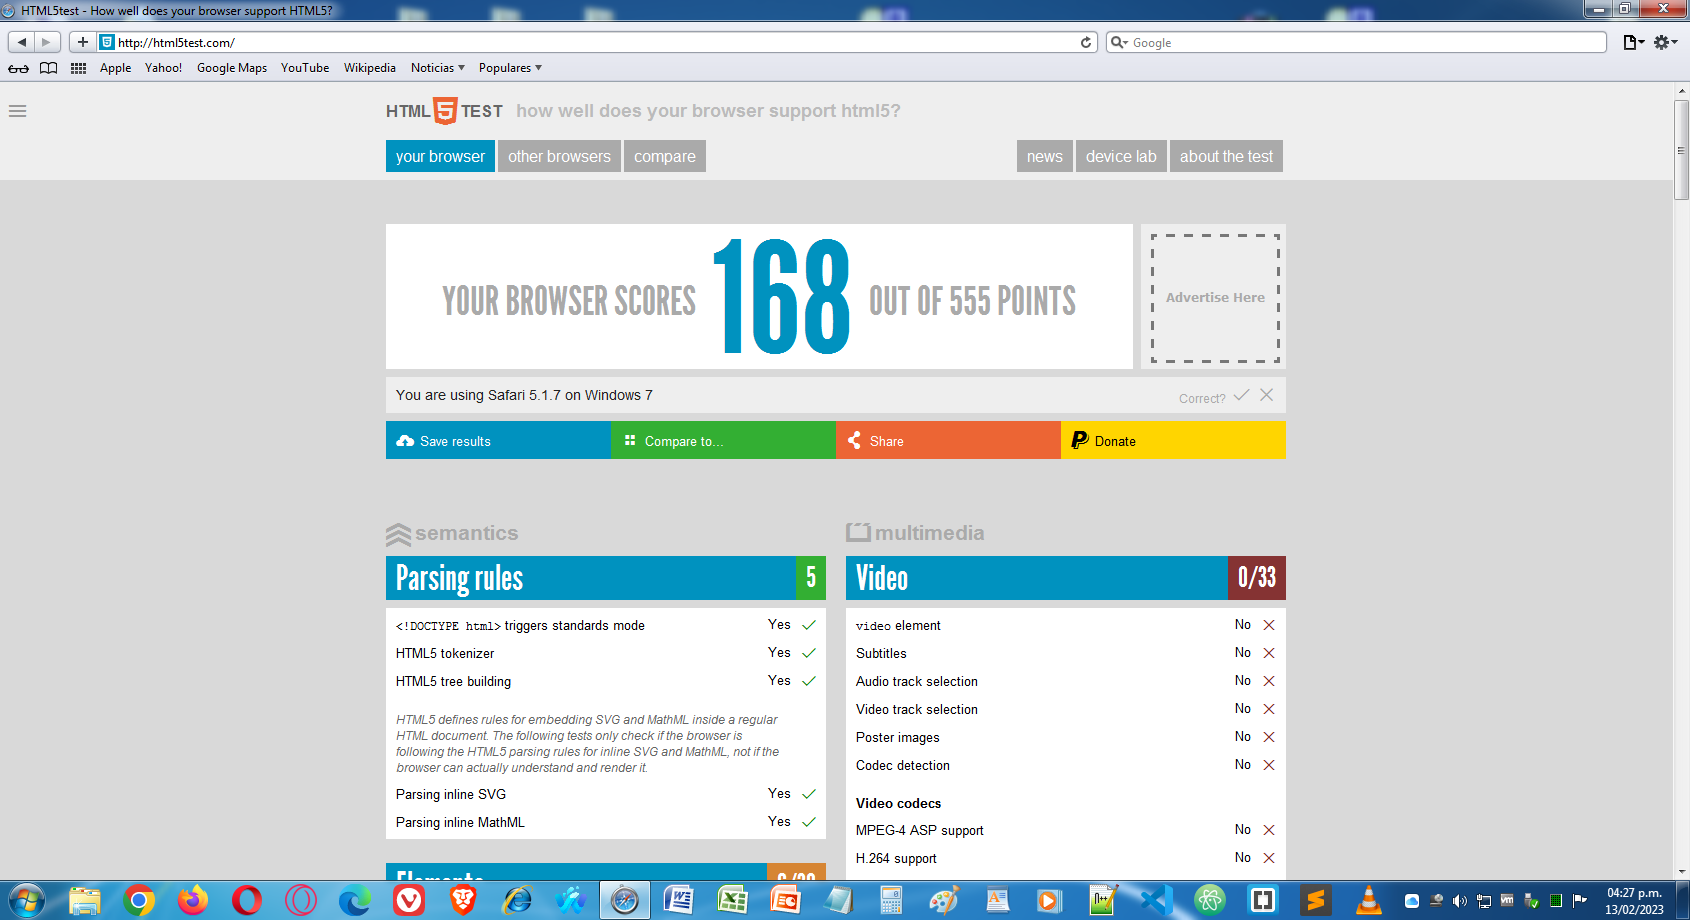 HTML5test - How well does your browser support HTML5?
http://html5test.com/
Google
Apple Yahoo! Google Maps YouTube Wikipedia Noticias Populares
HTML 5 TEST how well does your browser support html5?
your browser other browsers compare news device lab about the test
YOUR BROWSER SCORES 168 OUT OF 555 POINTS
Advertise Here
You are using Safari 5.1.7 on Windows 7 Correct?
Save results Compare to... Share Donate
semantics
Parsing rules 5
<!DOCTYPE html> triggers standards mode Yes
HTML5 tokenizer Yes
HTML5 tree building Yes
HTML5 defines rules for embedding SVG and MathML inside a regular
HTML document. The following tests only check if the browser is
following the HTML5 parsing rules for inline SVG and MathML, not if the
browser can actually understand and render it.
Parsing inline SVG Yes
Parsing inline MathML Yes
Elements
multimedia
Video 0/33
video element No
Subtitles No
Audio track selection No
Video track selection No
Poster images No
Codec detection No
Video codecs
MPEG-4 ASP support No
H.264 support No
04:27 p.m.
13/02/2023